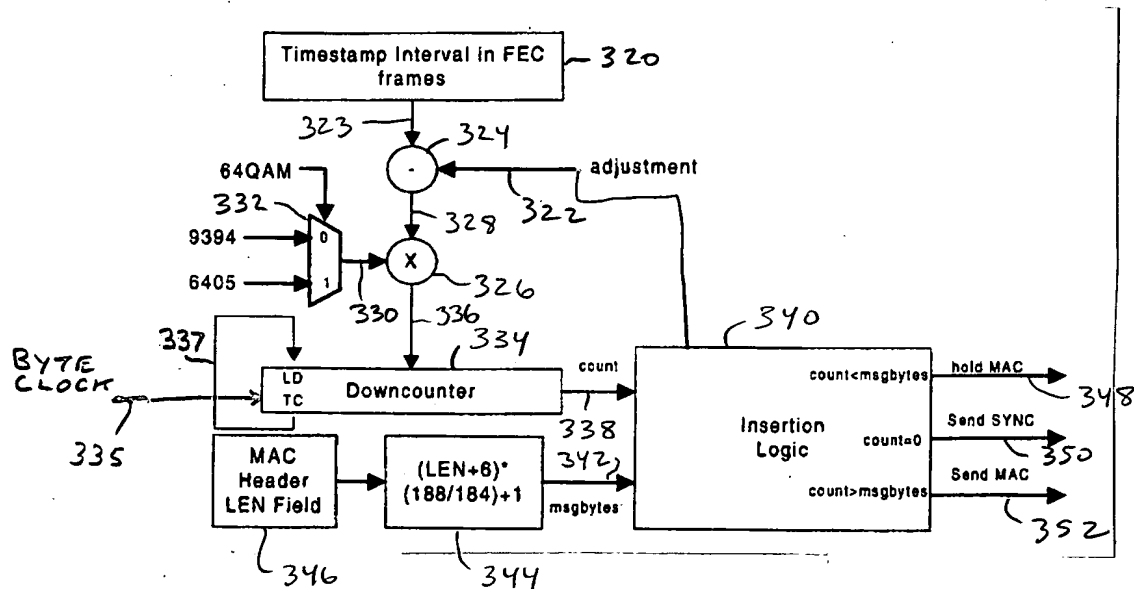 Timestamp Interval in FEC
frames
320
323
324
-
adjustment
322
64QAM
332
328
9394
0
X
6405
1
330
326
336
340
337
334
BYTE
CLOCK
LD
TC
Downcounter
count
338
335
count<msgbytes
hold MAC
348
Insertion
Logic
count=0
Send SYNC
350
MAC
Header
LEN Field
(LEN+6)*
(188/184)+1
342
msgbytes
count>msgbytes
Send MAC
352
346
344